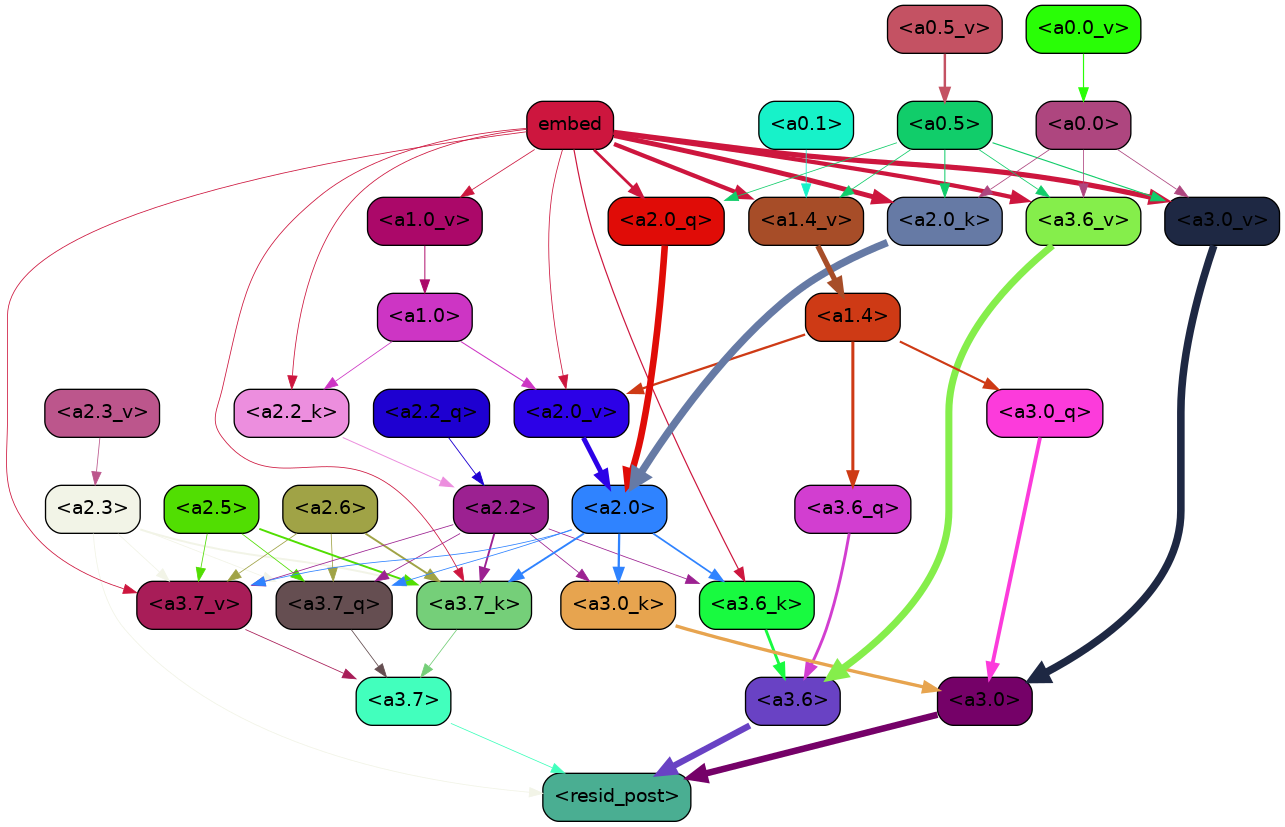 <a0.5_v> <a0.0_v>
embed <a0.1> <a0.5> <a0.0>
<a1.0_v> <a2.0_q> <a1.4_v> <a2.0_k> <a3.6_v> <a3.0_v>
<a1.0> <a1.4>
<a2.3_v> <a2.2_k> <a2.2_q> <a2.0_v> <a3.0_q>
<a2.3> <a2.5> <a2.6> <a2.2> <a2.0> <a3.6_q>
<a3.7_v> <a3.7_q> <a3.7_k> <a3.0_k> <a3.6_k>
<a3.7> <a3.6> <a3.0>
<resid_post>